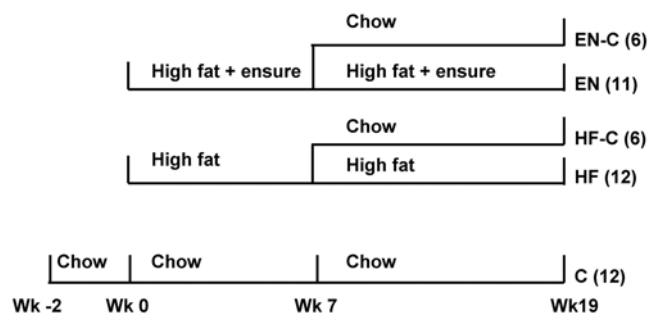 Chow
EN-C (6)
High fat + ensure High fat + ensure
EN (11)
Chow
HF-C (6)
High fat High fat
HF (12)
Chow Chow Chow
C (12)
Wk -2 Wk 0 Wk 7 Wk19